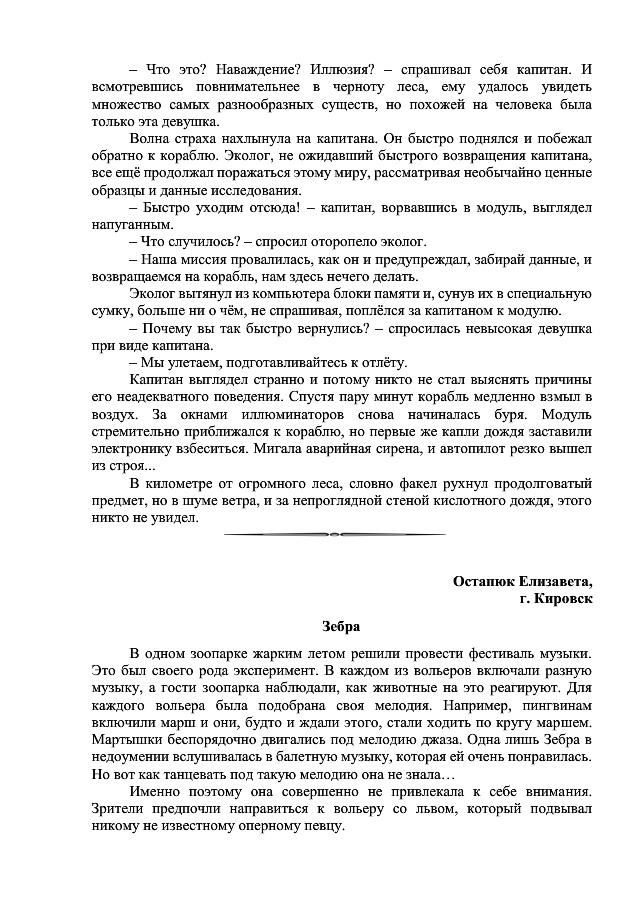 – Что это? Наваждение? Иллюзия? – спрашивал себя капитан. И
всмотревшись повнимательнее в черноту леса, ему удалось увидеть
множество самых разнообразных существ, но похожей на человека была
только эта девушка.
Волна страха нахлынула на капитана. Он быстро поднялся и побежал
обратно к кораблю. Эколог, не ожидавший быстрого возвращения капитана,
все ещё продолжал поражаться этому миру, рассматривая необычайно ценные
образцы и данные исследования.
– Быстро уходим отсюда! – капитан, ворвавшись в модуль, выглядел
напуганным.
– Что случилось? – спросил оторопело эколог.
– Наша миссия провалилась, как он и предупреждал, забирай данные, и
возвращаемся на корабль, нам здесь нечего делать.
Эколог вытянул из компьютера блоки памяти и, сунув их в специальную
сумку, больше ни о чём, не спрашивая, поплёлся за капитаном к модулю.
– Почему вы так быстро вернулись? – спросилась невысокая девушка
при виде капитана.
– Мы улетаем, подготавливайтесь к отлёту.
Капитан выглядел странно и потому никто не стал выяснять причины
его неадекватного поведения. Спустя пару минут корабль медленно взмыл в
воздух. За окнами иллюминаторов снова начиналась буря. Модуль
стремительно приближался к кораблю, но первые же капли дождя заставили
электронику взбеситься. Мигала аварийная сирена, и автопилот резко вышел
из строя...
В километре от огромного леса, словно факел рухнул продолговатый
предмет, но в шуме ветра, и за непроглядной стеной кислотного дождя, этого
никто не увидел.
Остапюк Елизавета,
г. Кировск
Зебра
В одном зоопарке жарким летом решили провести фестиваль музыки.
Это был своего рода эксперимент. В каждом из вольеров включали разную
музыку, а гости зоопарка наблюдали, как животные на это реагируют. Для
каждого вольера была подобрана своя мелодия. Например, пингвинам
включили марш и они, будто и ждали этого, стали ходить по кругу маршем.
Мартышки беспорядочно двигались под мелодию джаза. Одна лишь Зебра в
недоумении вслушивалась в балетную музыку, которая ей очень понравилась.
Но вот как танцевать под такую мелодию она не знала…
Именно поэтому она совершенно не привлекала к себе внимания.
Зрители предпочли направиться к вольеру со львом, который подвывал
никому не известному оперному певцу.